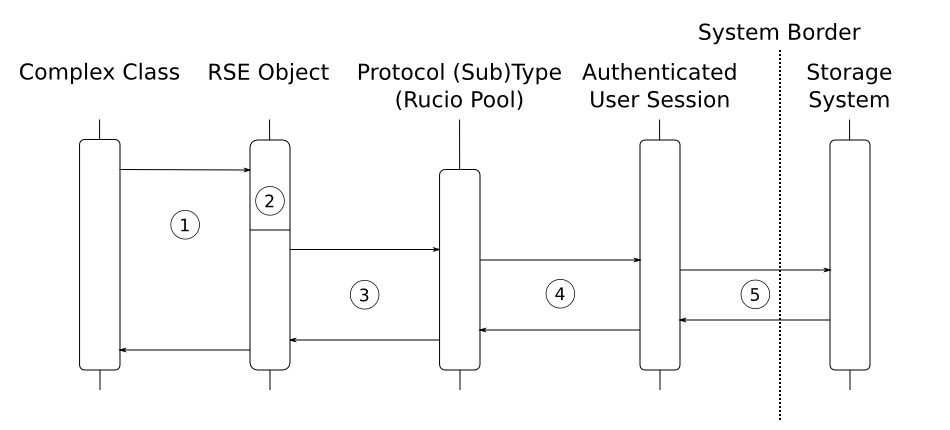 System Border
Complex Class
RSE Object
Protocol (Sub)Type
(Rucio Pool)
Authenticated
User Session
Storage
System
1
2
3
4
5